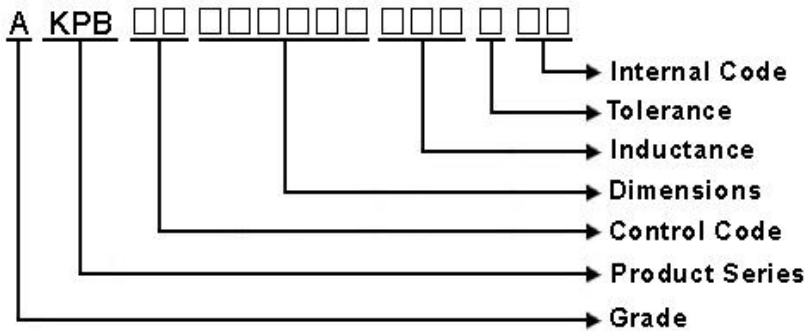 A KPB □□ □□□□□□ □□□ □ □□
Internal Code
Tolerance
Inductance
Dimensions
Control Code
Product Series
Grade